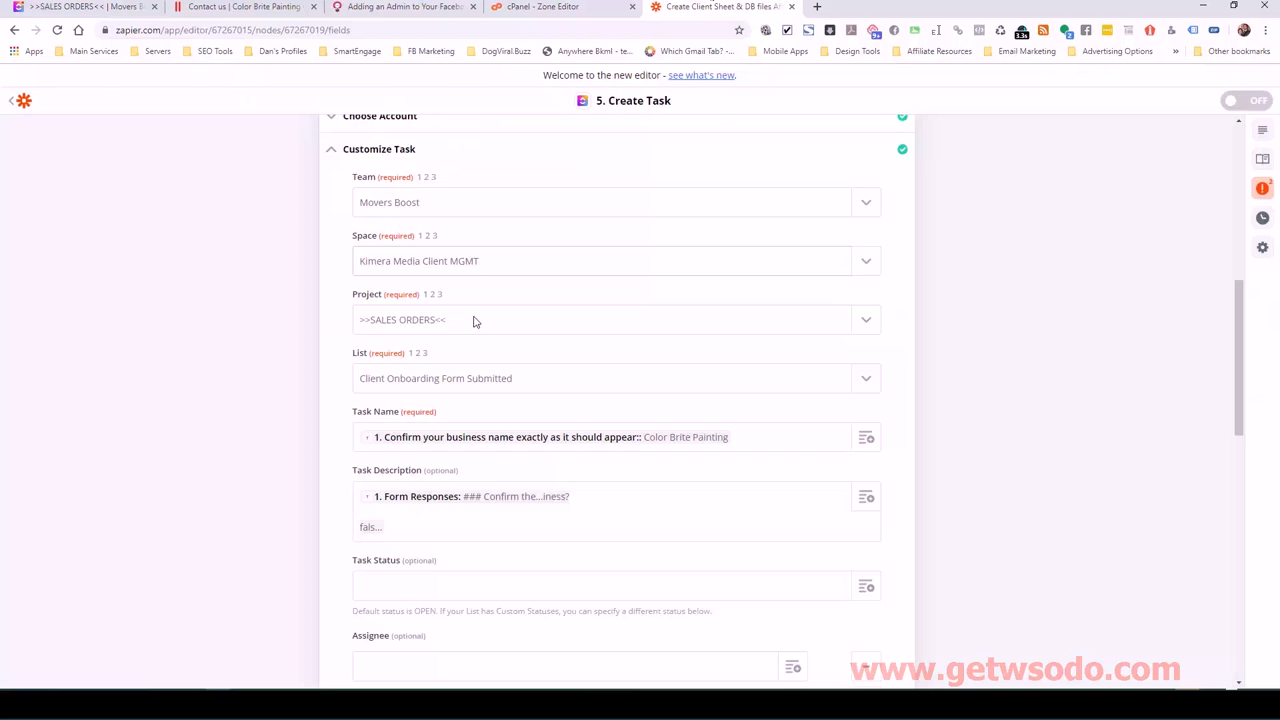 >>SALES ORDERS<< | Movers B
Contact us | Color Brite Painting
Adding an Admin to Your Facebo
cPanel - Zone Editor
Create Client Sheet & DB files Af
zapier.com/app/editor/67267015/nodes/67267019/fields
Apps
Main Services
Servers
SEO Tools
Dan's Profiles
SmartEngage
FB Marketing
DogViral.Buzz
Anywhere Bkml - te...
Which Gmail Tab? -...
Mobile Apps
Design Tools
Affiliate Resources
Email Marketing
Advertising Options
»
Other bookmarks
Welcome to the new editor - see what's new.
5. Create Task
OFF
Choose Account
Customize Task
Team (required) 1 2 3
Movers Boost
Space (required) 1 2 3
Kimera Media Client MGMT
Project (required) 1 2 3
>>SALES ORDERS<<
List (required) 1 2 3
Client Onboarding Form Submitted
Task Name (required)
1. Confirm your business name exactly as it should appear:: Color Brite Painting
Task Description (optional)
1. Form Responses: ### Confirm the...iness?
fals...
Task Status (optional)
Default status is OPEN. If your List has Custom Statuses, you can specify a different status below.
Assignee (optional)
www.getwsodo.com